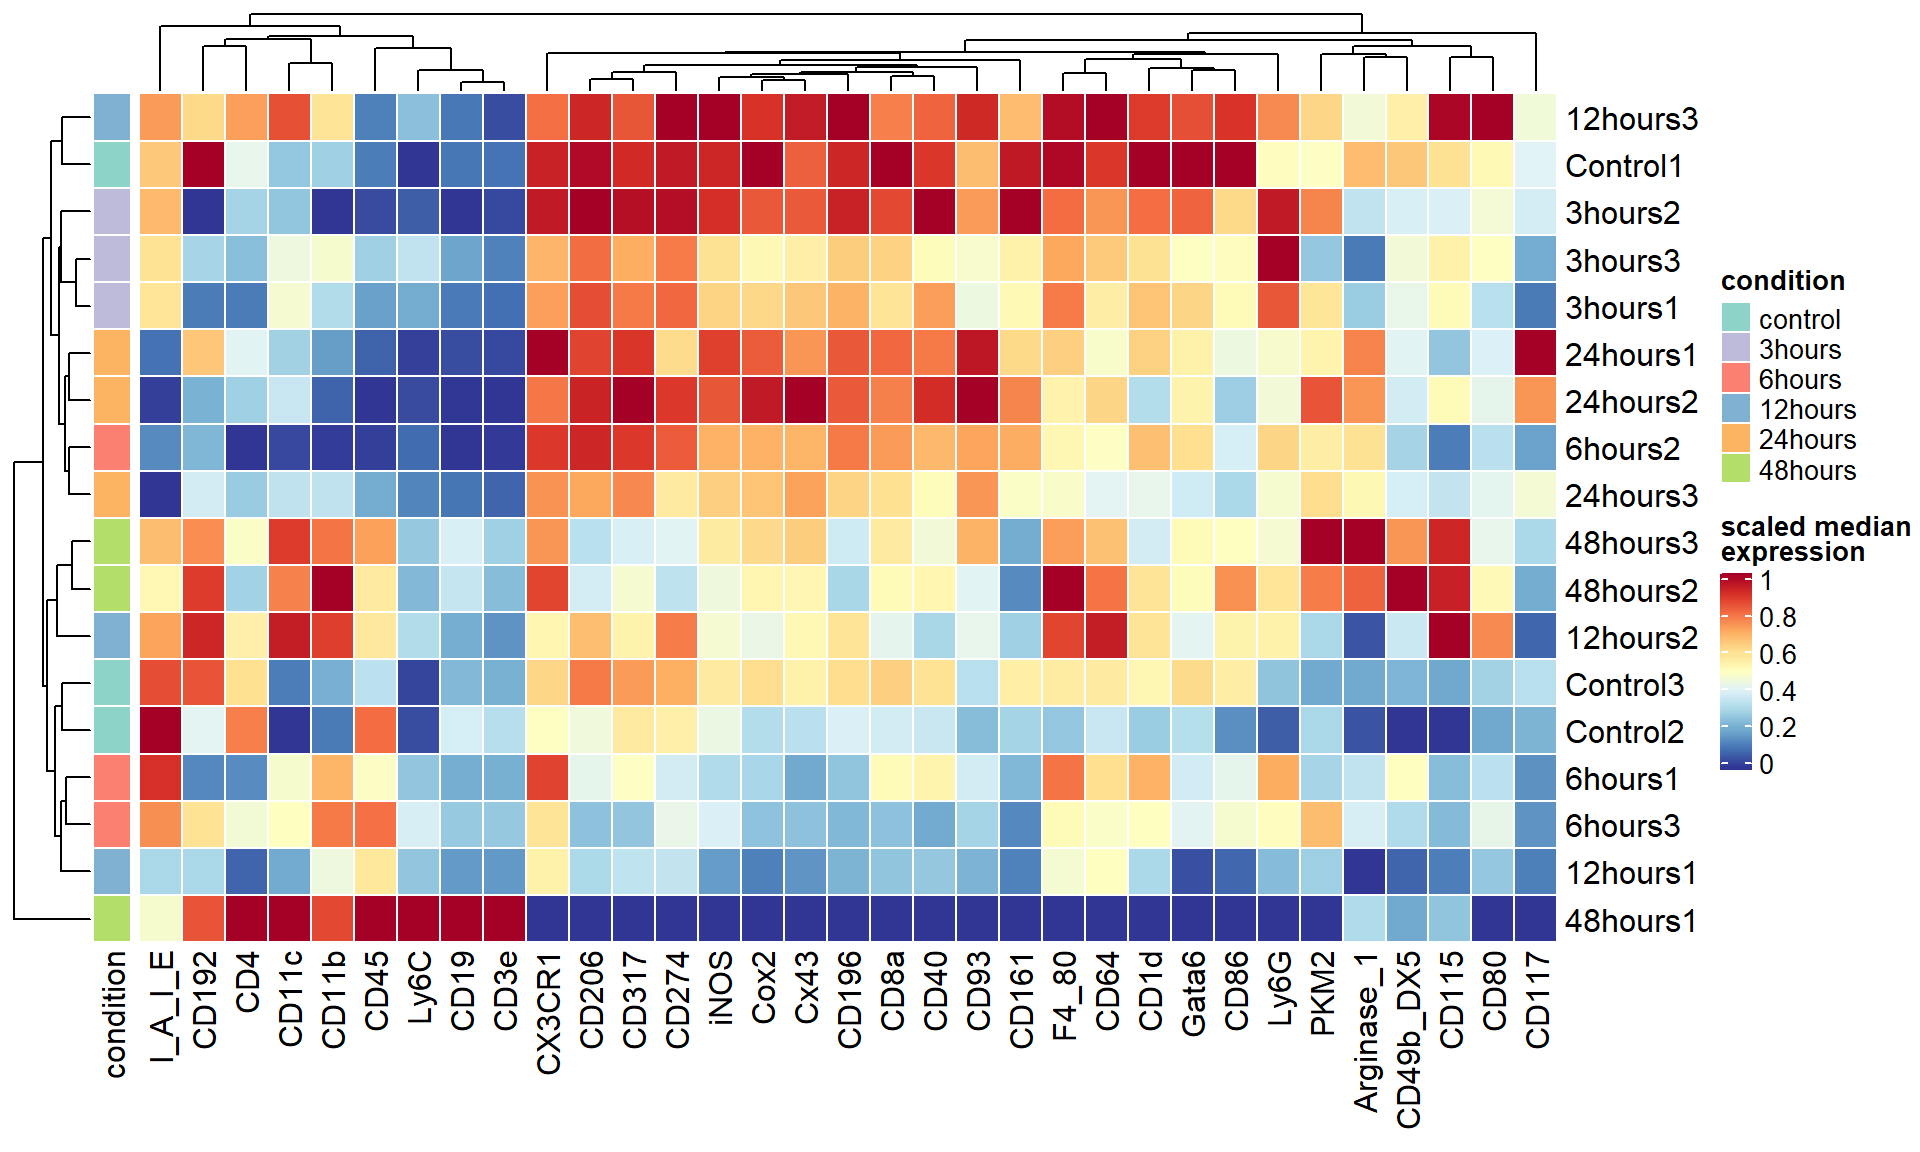 12hours3
Control1
3hours2
3hours3
3hours1
24hours1
24hours2
6hours2
24hours3
48hours3
48hours2
12hours2
Control3
Control2
6hours1
6hours3
12hours1
48hours1
condition
I_A_I_E
CD192
CD4
CD11c
CD11b
CD45
Ly6C
CD19
CD3e
CX3CR1
CD206
CD317
CD274
iNOS
Cox2
Cx43
CD196
CD8a
CD40
CD93
CD161
F4_80
CD64
CD1d
Gata6
CD86
Ly6G
PKM2
Arginase_1
CD49b_DX5
CD115
CD80
CD117
condition
control
3hours
6hours
12hours
24hours
48hours
scaled median
expression
1
0.8
0.6
0.4
0.2
0